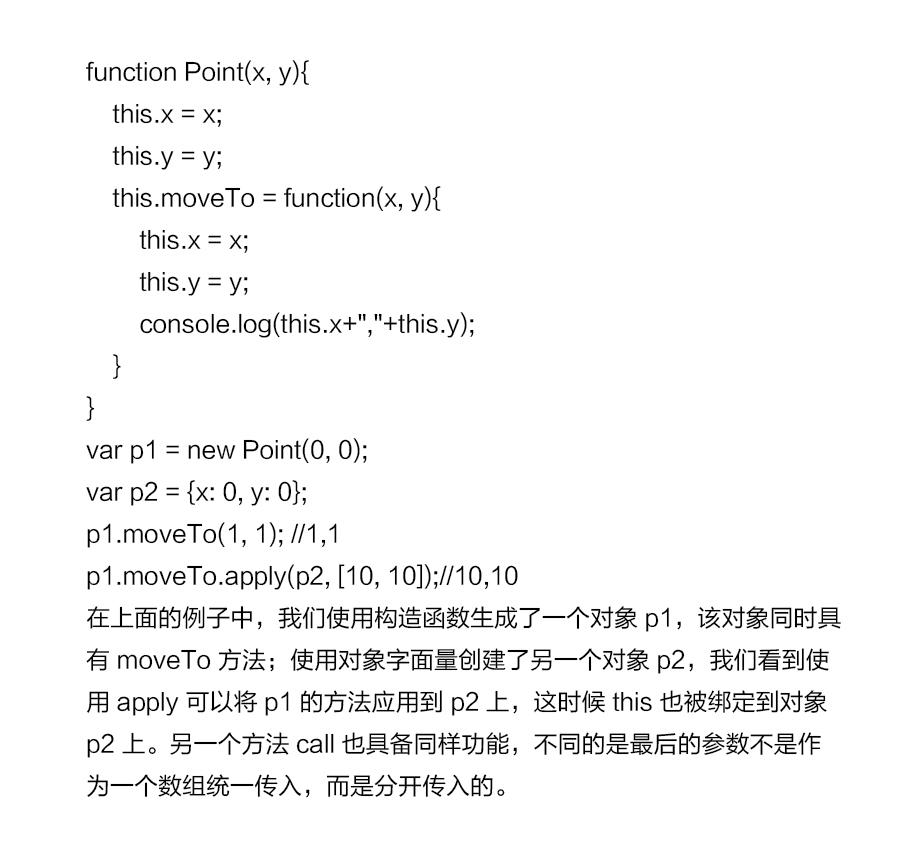 function Point(x, y){
this.x = x;
this.y = y;
this.moveTo = function(x, y){
this.x = x;
this.y = y;
console.log(this.x+","+this.y);
}
}
var p1 = new Point(0, 0);
var p2 = {x: 0, y: 0};
p1.moveTo(1, 1); //1,1
p1.moveTo.apply(p2, [10, 10]);//10,10
在上面的例子中，我们使用构造函数生成了一个对象 p1，该对象同时具
有 moveTo 方法；使用对象字面量创建了另一个对象 p2，我们看到使
用 apply 可以将 p1 的方法应用到 p2 上，这时候 this 也被绑定到对象
p2 上。另一个方法 call 也具备同样功能，不同的是最后的参数不是作
为一个数组统一传入，而是分开传入的。